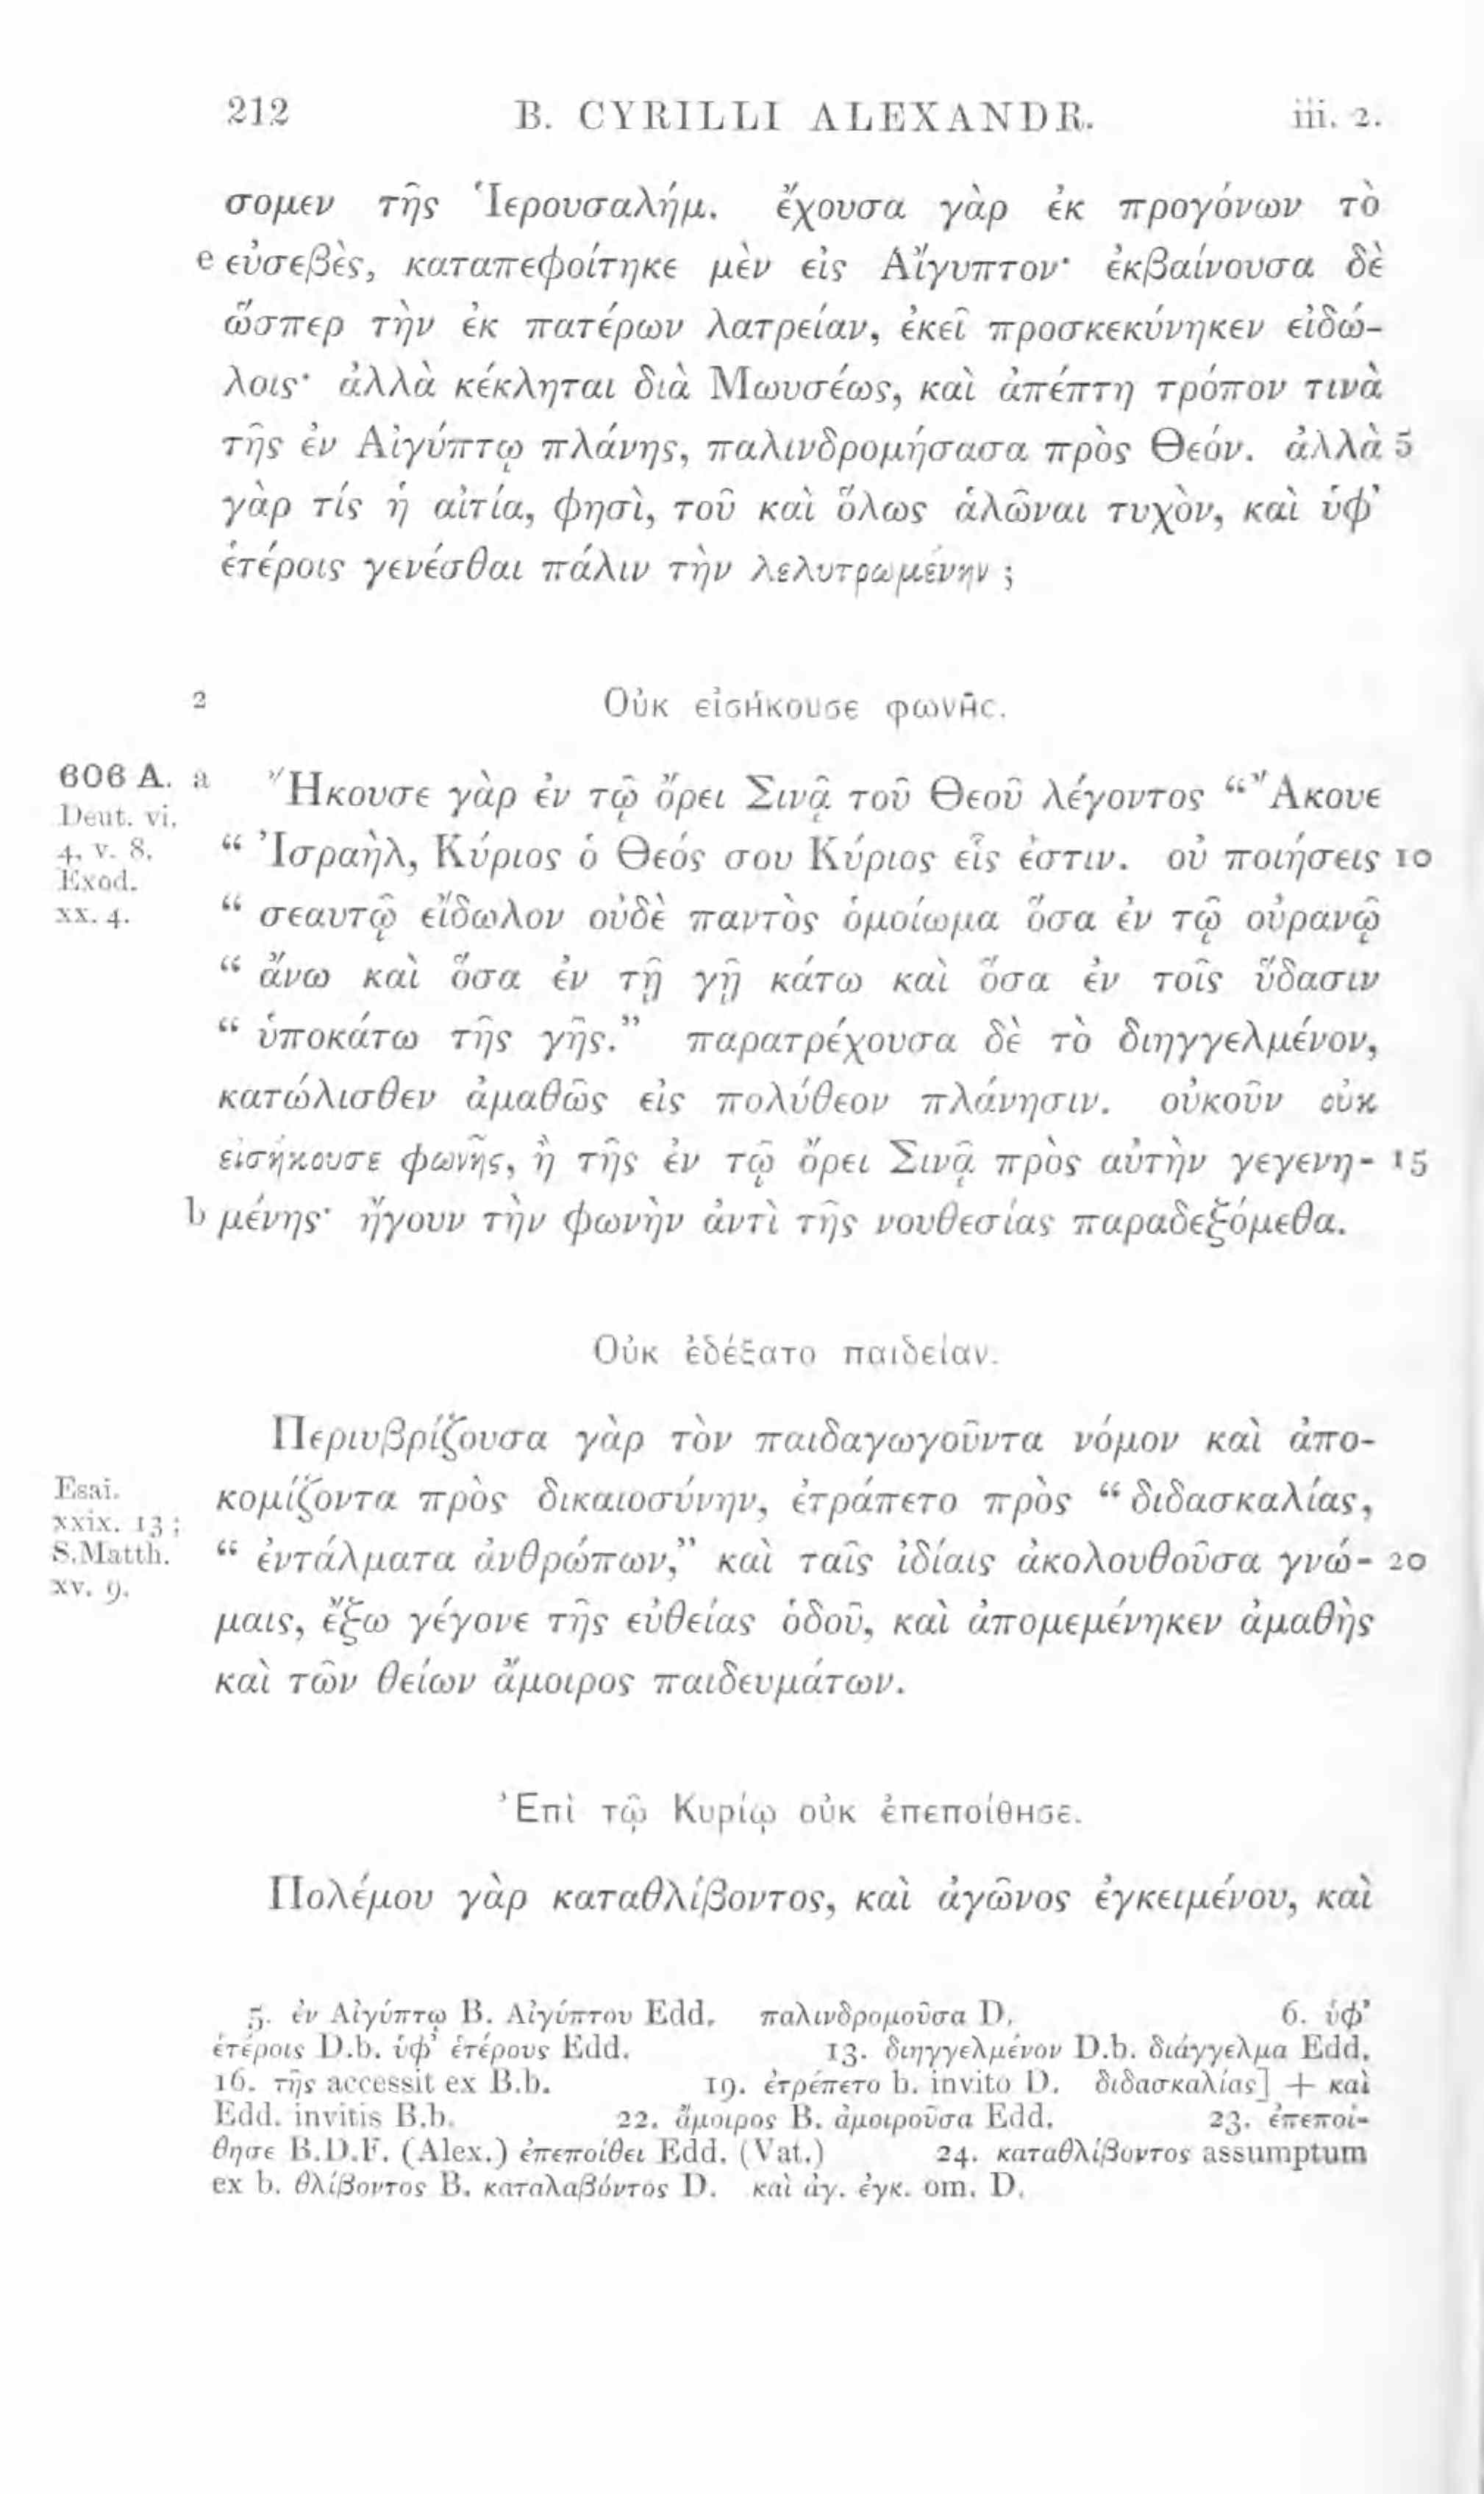 212 B. CYRILLI ALEXANDR. iii. 2.
σομεν τῆς Ἱερουσαλήμ. ἔχουσα γὰρ ἐκ προγόνων τὸ
e εὐσεβὲς, καταπεφοίτηκε μὲν εἰς Αἴγυπτον· ἐκβαίνουσα δὲ
ὥσπερ τὴν ἐκ πατέρων λατρείαν, ἐκεῖ προσκεκύνηκεν εἰδώ-
λοις· ἀλλὰ κέκληται διὰ Μωυσέως, καὶ ἀπέπτη τρόπον τινὰ
τῆς ἐν Αἰγύπτῳ πλάνης, παλινδρομήσασα πρὸς Θεόν. ἀλλὰ 5
γὰρ τίς ἡ αἰτία, φησὶ, τοῦ καὶ ὅλως ἁλῶναι τυχὸν, καὶ ὑφ’
ἑτέροις γενέσθαι πάλιν τὴν λελυτρωμένην ;
2 Οὐκ εἰσήκουσε φωνῆς.
606 A. a Ἤκουσε γὰρ ἐν τῷ ὄρει Σινᾷ τοῦ Θεοῦ λέγοντος “Ἄκουε
Deut. vi.
4, v. 8. “ Ἰσραὴλ, Κύριος ὁ Θεός σου Κύριος εἷς ἐστιν. οὐ ποιήσεις 10
Exod.
xx. 4. “ σεαυτῷ εἴδωλον οὐδὲ παντὸς ὁμοίωμα ὅσα ἐν τῷ οὐρανῷ
“ ἄνω καὶ ὅσα ἐν τῇ γῇ κάτω καὶ ὅσα ἐν τοῖς ὕδασιν
“ ὑποκάτω τῆς γῆς.” παρατρέχουσα δὲ τὸ διηγγελμένον,
κατώλισθεν ἀμαθῶς εἰς πολύθεον πλάνησιν. οὐκοῦν οὐκ
εἰσήκουσε φωνῆς, ἢ τῆς ἐν τῷ ὄρει Σινᾷ πρὸς αὐτὴν γεγενη- 15
b μένης· ἤγουν τὴν φωνὴν ἀντὶ τῆς νουθεσίας παραδεξόμεθα.
Οὐκ ἐδέξατο παιδείαν.
Περιυβρίζουσα γὰρ τὸν παιδαγωγοῦντα νόμον καὶ ἀπο-
Esai.
xxix. 13 ; κομίζοντα πρὸς δικαιοσύνην, ἐτράπετο πρὸς “ διδασκαλίας,
S.Matth.
xv. 9. “ ἐντάλματα ἀνθρώπων,” καὶ ταῖς ἰδίαις ἀκολουθοῦσα γνώ- 20
μαις, ἔξω γέγονε τῆς εὐθείας ὁδοῦ, καὶ ἀπομεμένηκεν ἀμαθὴς
καὶ τῶν θείων ἄμοιρος παιδευμάτων.
Ἐπὶ τῷ Κυρίῳ οὐκ ἐπεποίθησε.
Πολέμου γὰρ καταθλίβοντος, καὶ ἀγῶνος ἐγκειμένου, καὶ
5. ἐν Αἰγύπτῳ B. Αἰγύπτου Edd. παλινδρομοῦσα D. 6. ὑφ’
ἑτέροις D.b. ὑφ’ ἑτέρους Edd. 13. διηγγελμένον D.b. διάγγελμα Edd.
16. τῆς accessit ex B.b. 19. ἐτρέπετο b. invito D. διδασκαλίας] + καὶ
Edd. invitis B.b. 22. ἄμοιρος B. ἀμοιροῦσα Edd. 23. ἐπεποί-
θησε B.D.F. (Alex.) ἐπεποίθει Edd. (Vat.) 24. καταθλίβοντος assumptum
ex b. θλίβοντος B. καταλαβόντος D. καὶ ἀγ. ἐγκ. om. D.